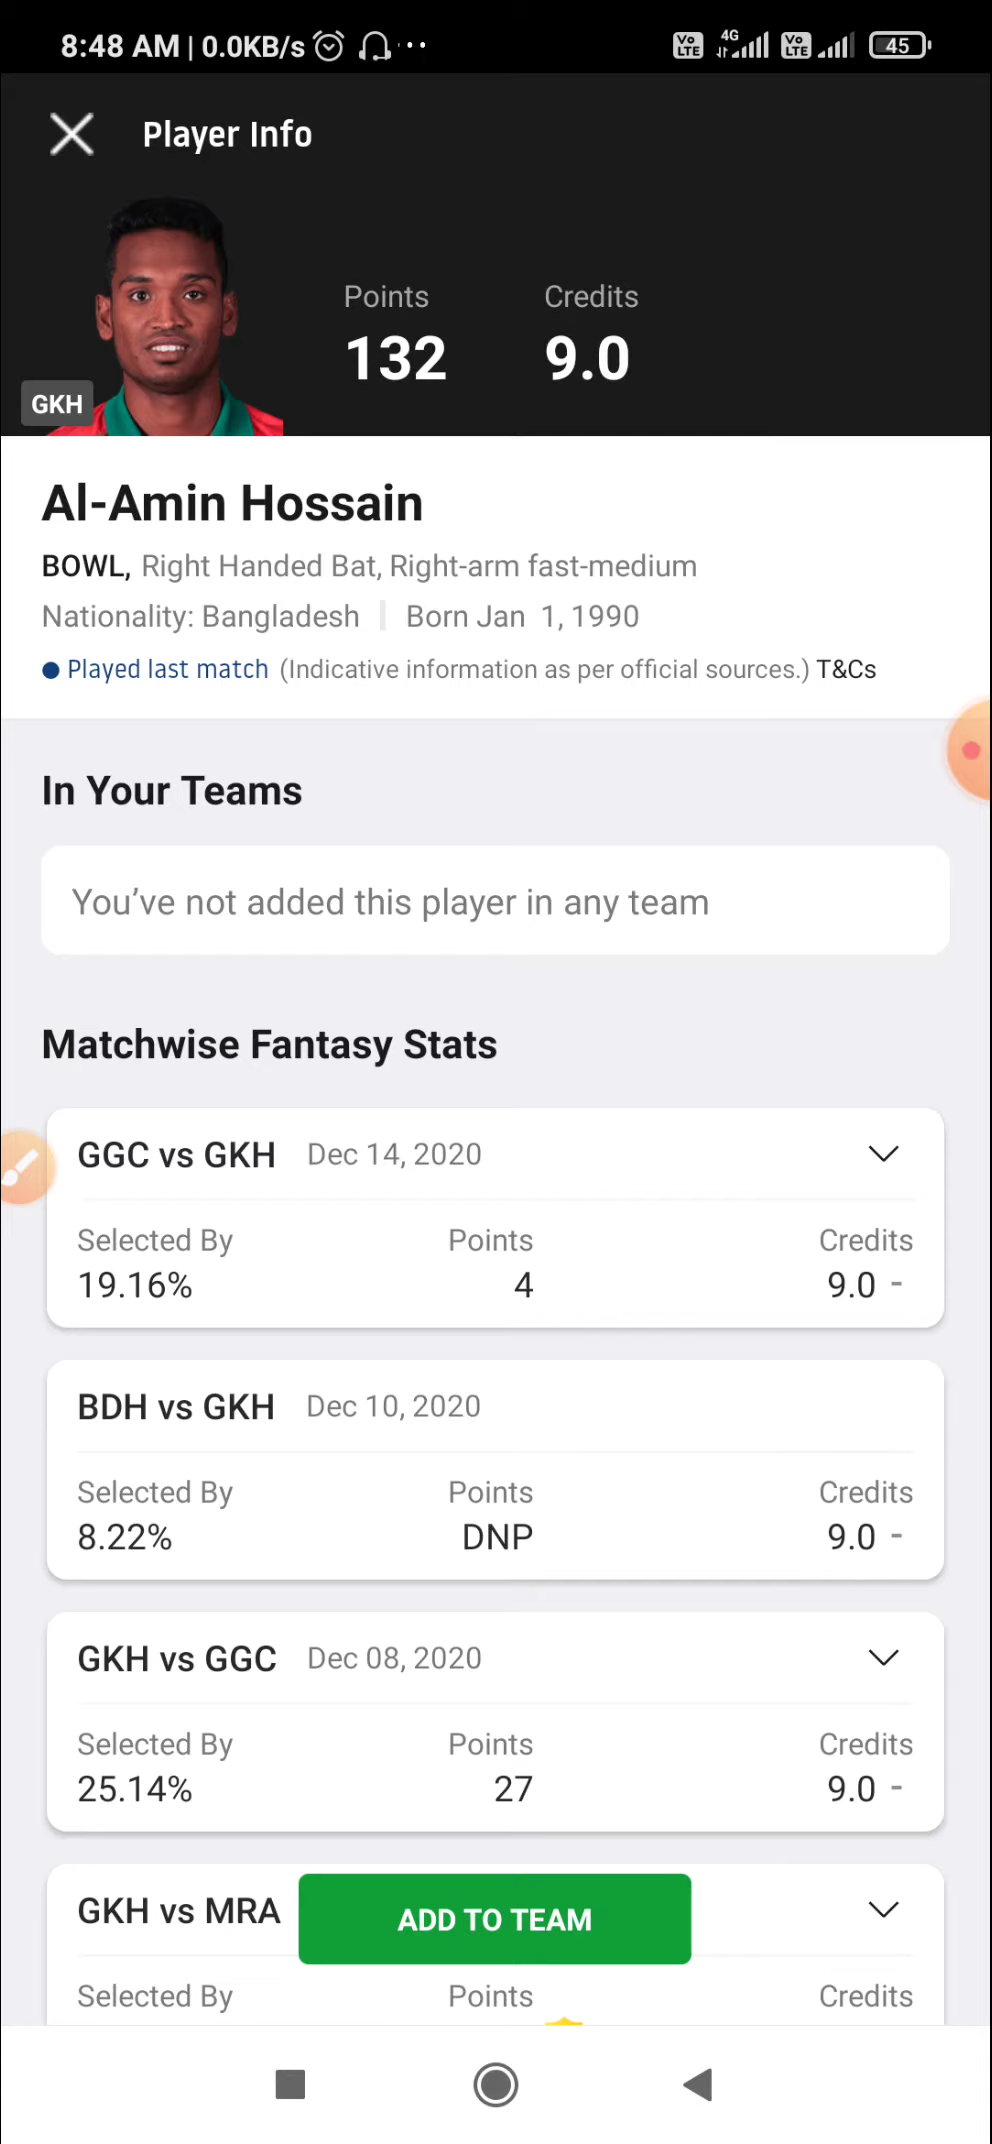 8:48 AM | 0.0KB/s
Vo LTE 4G Vo LTE 45
Player Info
Points Credits
132 9.0
GKH
Al-Amin Hossain
BOWL, Right Handed Bat, Right-arm fast-medium
Nationality: Bangladesh | Born Jan 1, 1990
Played last match (Indicative information as per official sources.) T&Cs
In Your Teams
You’ve not added this player in any team
Matchwise Fantasy Stats
GGC vs GKH Dec 14, 2020
Selected By Points Credits
19.16% 4 9.0 -
BDH vs GKH Dec 10, 2020
Selected By Points Credits
8.22% DNP 9.0 -
GKH vs GGC Dec 08, 2020
Selected By Points Credits
25.14% 27 9.0 -
GKH vs MRA ADD TO TEAM
Selected By Points Credits